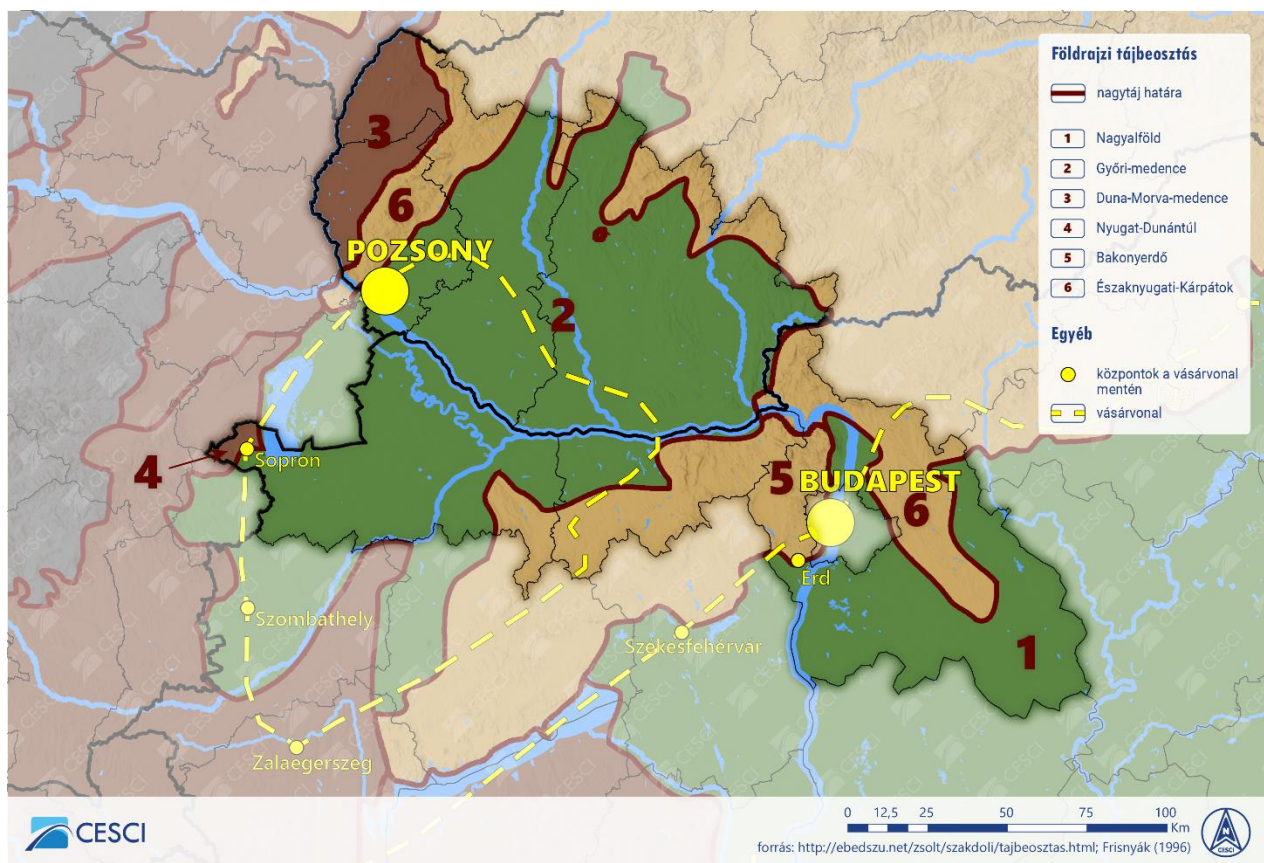 Földrajzi tájbeosztás
nagytáj határa
1 Nagyalföld
2 Győri-medence
3 Duna-Morva-medence
4 Nyugat-Dunántúl
5 Bakonyerdő
6 Északnyugati-Kárpátok
Egyéb
központok a vásárvonal
mentén
vásárvonal
3
6
POZSONY
2
4
Sopron
5
BUDAPEST
6
Érd
Szombathely
Székesfehérvár
1
Zalaegerszeg
CESCI
0 12,5 25 50 75 100
Km
forrás: http://ebedszu.net/zsolt/szakdoli/tajbeosztas.html; Frisnyák (1996)
N
CESCI